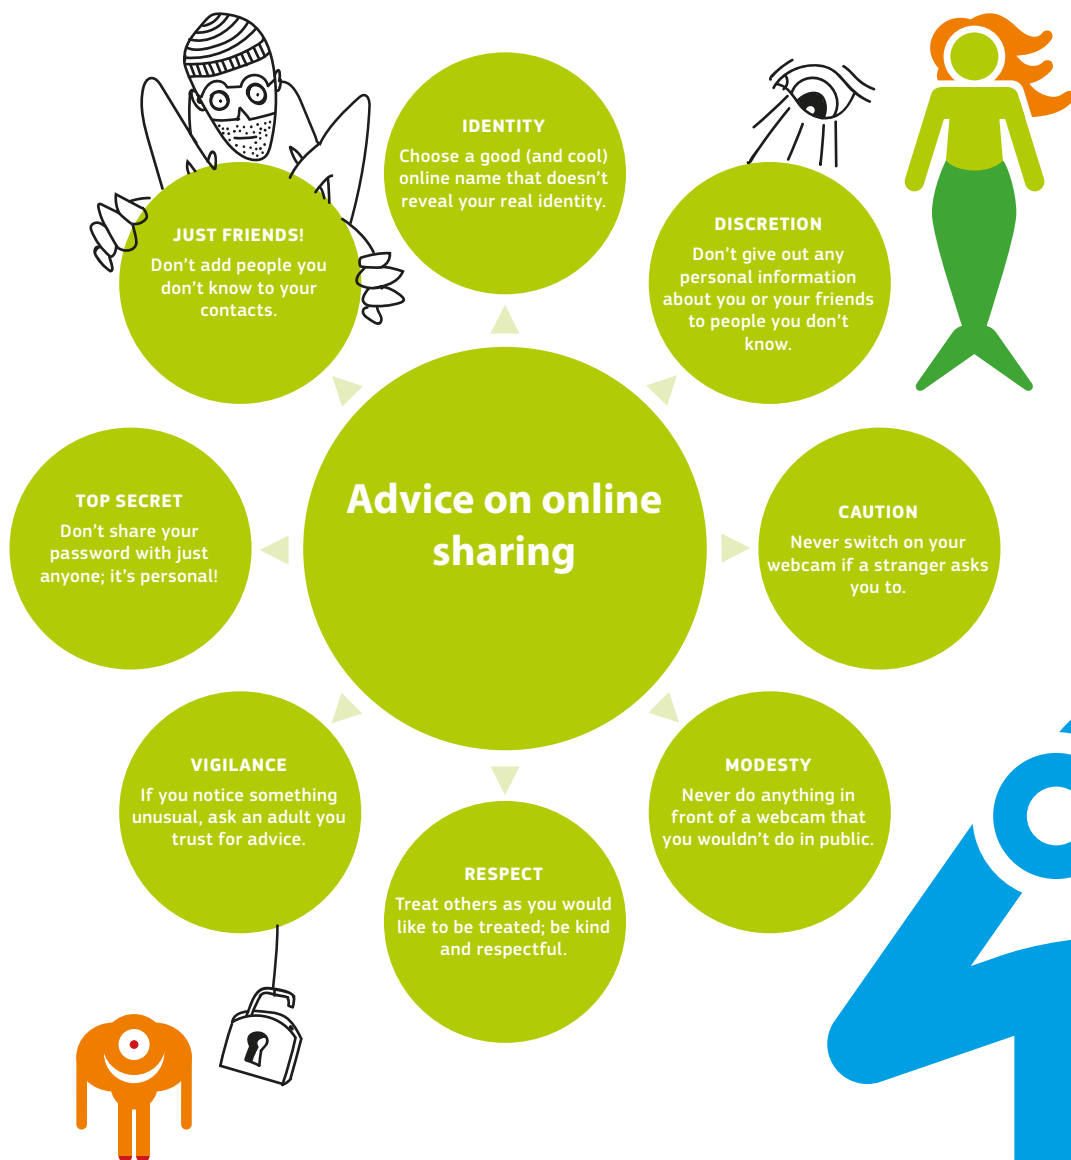 IDENTITY
Choose a good (and cool)
online name that doesn't
reveal your real identity.
DISCRETION
Don't give out any
personal information
about you or your friends
to people you don't
know.
JUST FRIENDS!
Don't add people you
don't know to your
contacts.
Advice on online
sharing
TOP SECRET
Don't share your
password with just
anyone; it's personal!
CAUTION
Never switch on your
webcam if a stranger asks
you to.
VIGILANCE
If you notice something
unusual, ask an adult you
trust for advice.
MODESTY
Never do anything in
front of a webcam that
you wouldn't do in public.
RESPECT
Treat others as you would
like to be treated; be kind
and respectful.